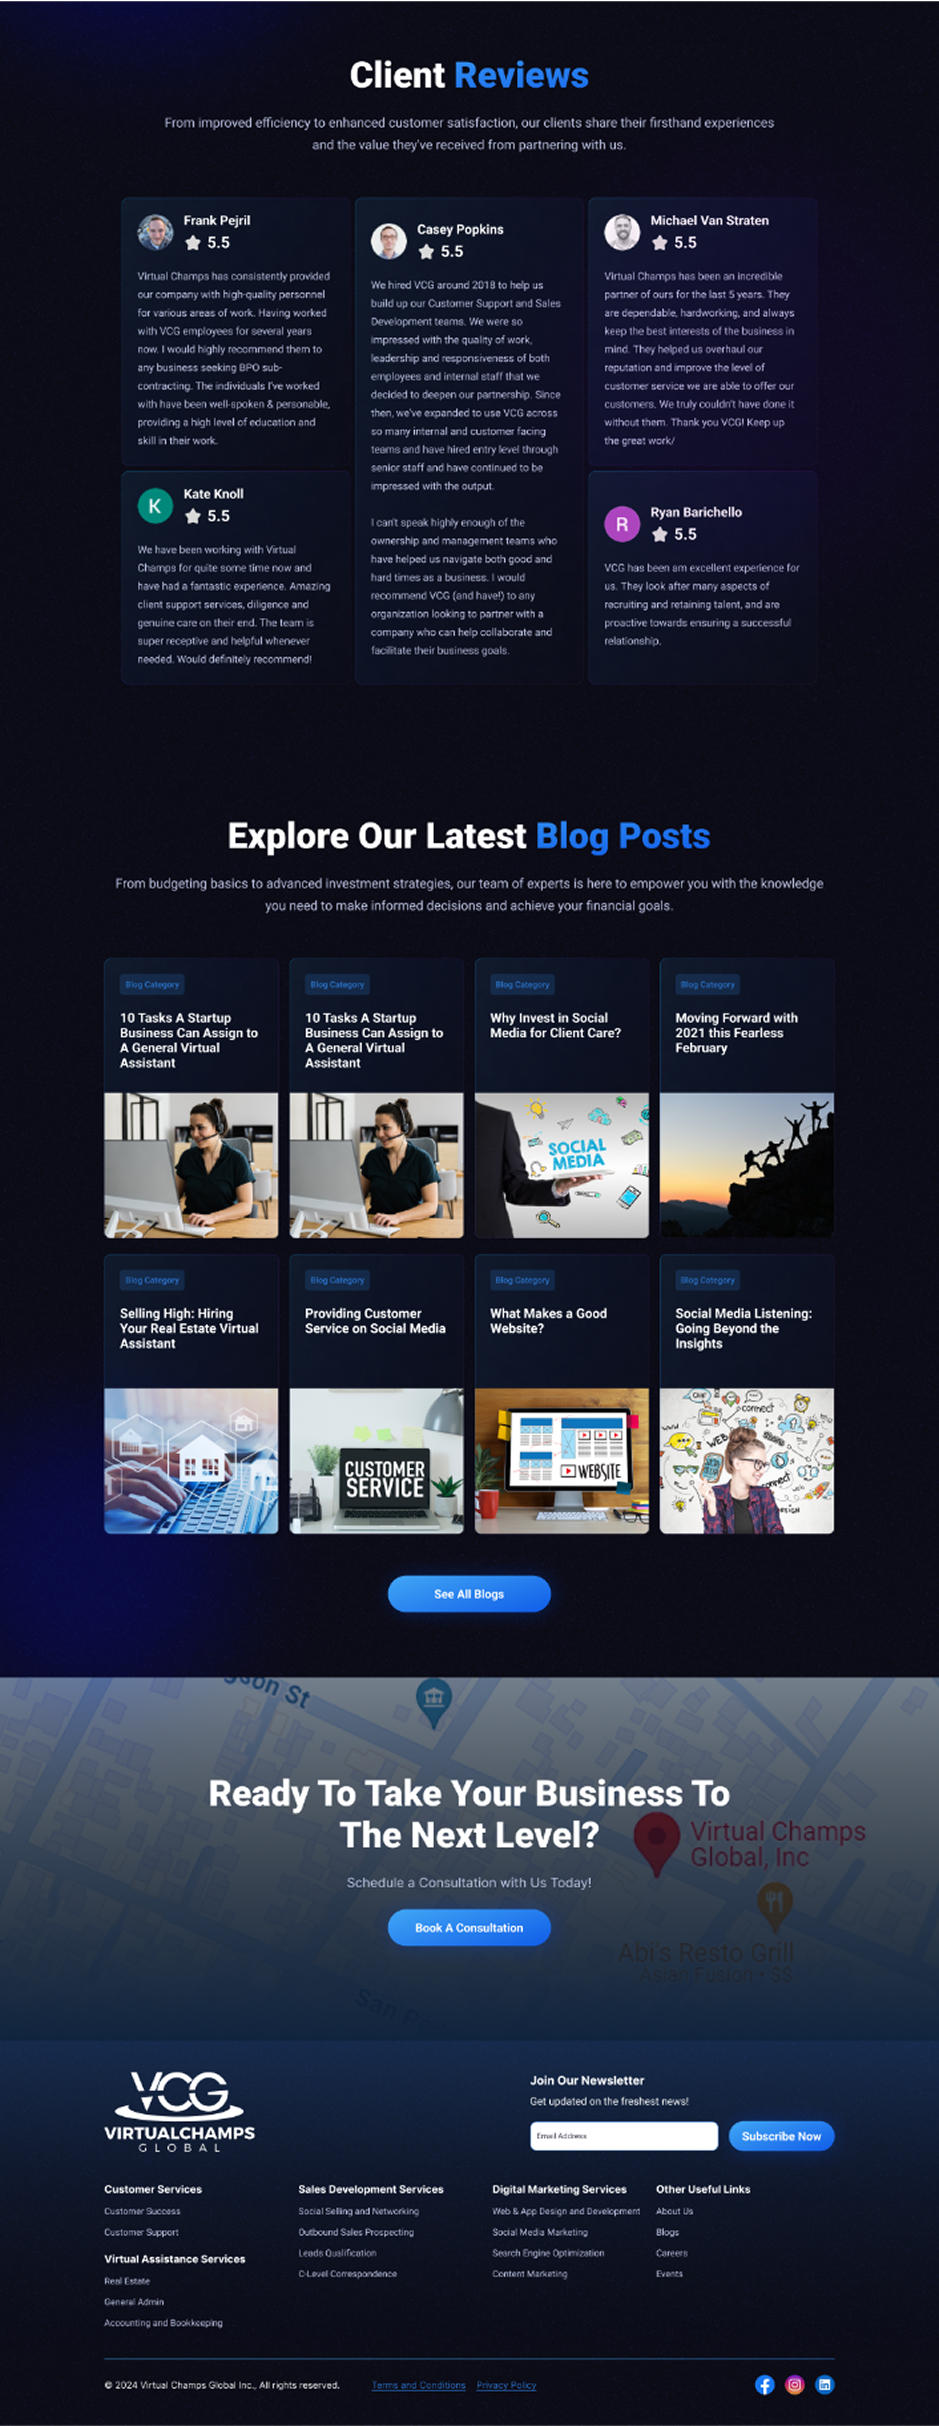 Client Reviews
From improved efficiency to enhanced customer satisfaction, our clients share their firsthand experiences
and the value they've received from partnering with us.
Frank Pejril
5.5
Virtual Champs has consistently provided
our company with high-quality personnel
for various areas of work. Having worked
with VCG employees for several years
now. I would highly recommend them to
any business seeking BPO sub-
contracting. The individuals I've worked
with have been well-spoken & personable,
providing a high level of education and
skill in their work.
Kate Knoll
K
5.5
We have been working with Virtual
Champs for quite some time now and
have had a fantastic experience. Amazing
client support services, diligence and
genuine care on their end. The team is
super receptive and helpful whenever
needed. Would definitely recommend!
Casey Popkins
5.5
We hired VCG around 2018 to help us
build up our Customer Support and Sales
Development teams. We were so
impressed with the quality of work,
leadership and responsiveness of both
employees and internal staff that we
decided to deepen our partnership. Since
then, we've expanded to use VCG across
so many internal and customer facing
teams and have hired entry level through
senior staff and have continued to be
impressed with the output.
I can't speak highly enough of the
ownership and management teams who
have helped us navigate both good and
hard times as a business. I would
recommend VCG (and have!) to any
organization looking to partner with a
company who can help collaborate and
facilitate their business goals.
Michael Van Straten
5.5
Virtual Champs has been an incredible
partner of ours for the last 5 years. They
are dependable, hardworking, and always
keep the best interests of the business in
mind. They helped us overhaul our
reputation and improve the level of
customer service we are able to offer our
customers. We truly couldn't have done it
without them. Thank you VCG! Keep up
the great work/
Ryan Barichello
R
5.5
VCG has been am excellent experience for
us. They look after many aspects of
recruiting and retaining talent, and are
proactive towards ensuring a successful
relationship.
Explore Our Latest Blog Posts
From budgeting basics to advanced investment strategies, our team of experts is here to empower you with the knowledge
you need to make informed decisions and achieve your financial goals.
Blog Category
10 Tasks A Startup
Business Can Assign to
A General Virtual
Assistant
Blog Category
10 Tasks A Startup
Business Can Assign to
A General Virtual
Assistant
Blog Category
Why Invest in Social
Media for Client Care?
SOCIAL
MEDIA
Blog Category
Moving Forward with
2021 this Fearless
February
Blog Category
Selling High: Hiring
Your Real Estate Virtual
Assistant
Blog Category
Providing Customer
Service on Social Media
CUSTOMER
SERVICE
Blog Category
What Makes a Good
Website?
WEBSITE
Blog Category
Social Media Listening:
Going Beyond the
Insights
connect
WEB
connect
See All Blogs
gson St
Ready To Take Your Business To
The Next Level?
Virtual Champs
Global, Inc
Schedule a Consultation with Us Today!
Book A Consultation
Abi's Resto Grill
Asian Fusion • $$
San
VCG
VIRTUALCHAMPS
GLOBAL
Join Our Newsletter
Get updated on the freshest news!
Email Address
Subscribe Now
Customer Services
Customer Success
Customer Support
Virtual Assistance Services
Real Estate
General Admin
Accounting and Bookkeeping
Sales Development Services
Social Selling and Networking
Outbound Sales Prospecting
Leads Qualification
C-Level Correspondence
Digital Marketing Services
Web & App Design and Development
Social Media Marketing
Search Engine Optimization
Content Marketing
Other Useful Links
About Us
Blogs
Careers
Events
© 2024 Virtual Champs Global Inc., All rights reserved.
Terms and Conditions
Privacy Policy